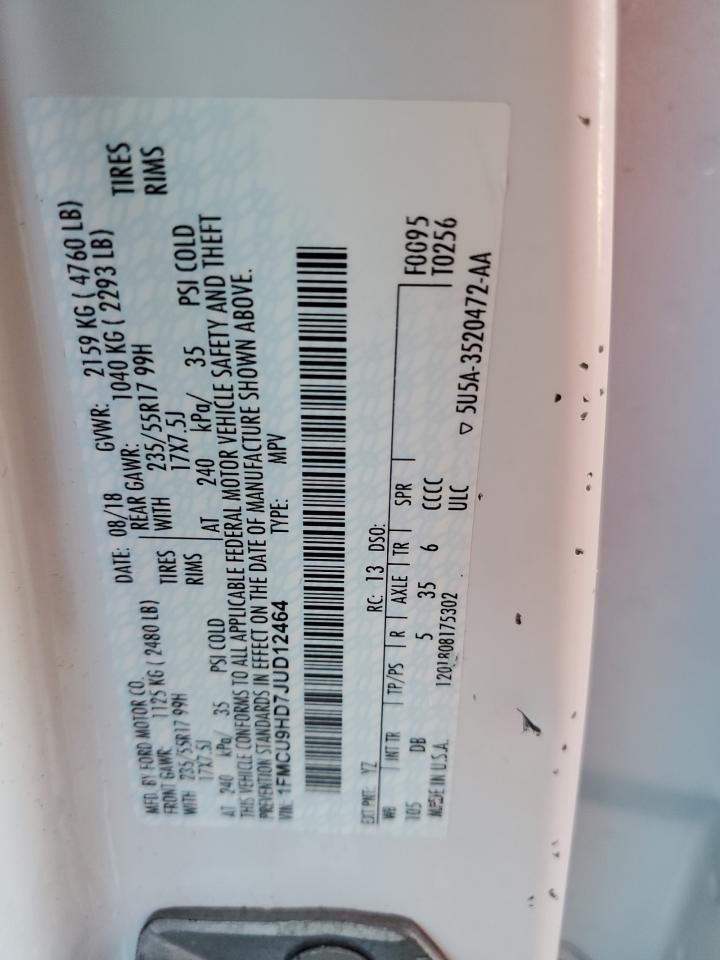 MFD. BY FORD MOTOR CO.
DATE: 08/18 GVWR: 2159 KG ( 4760 LB)
FRONT GAWR: 1125 KG ( 2480 LB) REAR GAWR: 1040 KG ( 2293 LB)
WITH 235/55R17 99H TIRES WITH 235/55R17 99H TIRES
17X7.5J RIMS 17X7.5J RIMS
AT 240 kPa/ 35 PSI COLD AT 240 kPa/ 35 PSI COLD
THIS VEHICLE CONFORMS TO ALL APPLICABLE FEDERAL MOTOR VEHICLE SAFETY AND THEFT
PREVENTION STANDARDS IN EFFECT ON THE DATE OF MANUFACTURE SHOWN ABOVE.
VIN: 1FMCU9HD7JUD12464 TYPE: MPV
EXT PNT: YZ RC: 13 DSO: F0G95
WB INT TR TP/PS R AXLE TR SPR T0256
105 DB 5 35 6 CCCC
ULC
MADE IN U.S.A. 1201808175302 ▽ 5U5A-3520472-AA